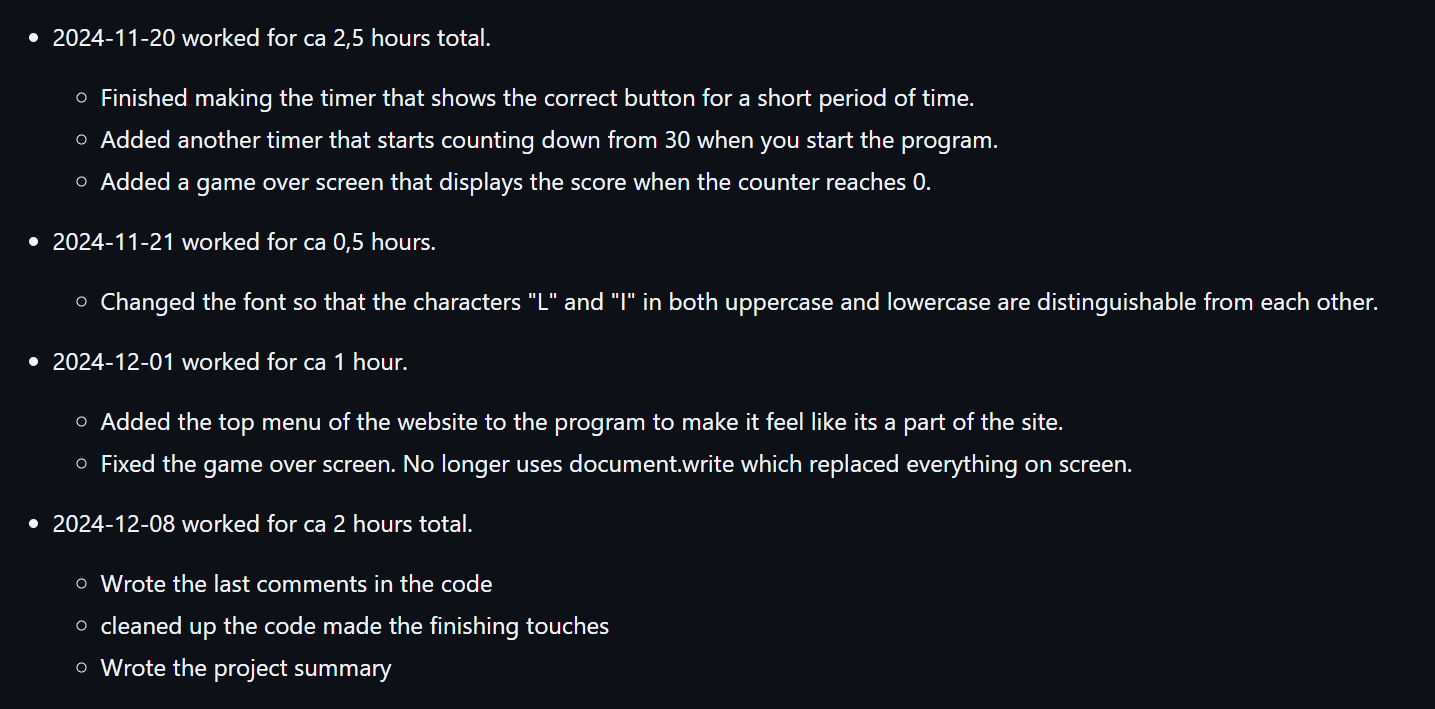 2024-11-20 worked for ca 2,5 hours total.
Finished making the timer that shows the correct button for a short period of time.
Added another timer that starts counting down from 30 when you start the program.
Added a game over screen that displays the score when the counter reaches 0.
2024-11-21 worked for ca 0,5 hours.
Changed the font so that the characters "L" and "I" in both uppercase and lowercase are distinguishable from each other.
2024-12-01 worked for ca 1 hour.
Added the top menu of the website to the program to make it feel like its a part of the site.
Fixed the game over screen. No longer uses document.write which replaced everything on screen.
2024-12-08 worked for ca 2 hours total.
Wrote the last comments in the code
cleaned up the code made the finishing touches
Wrote the project summary